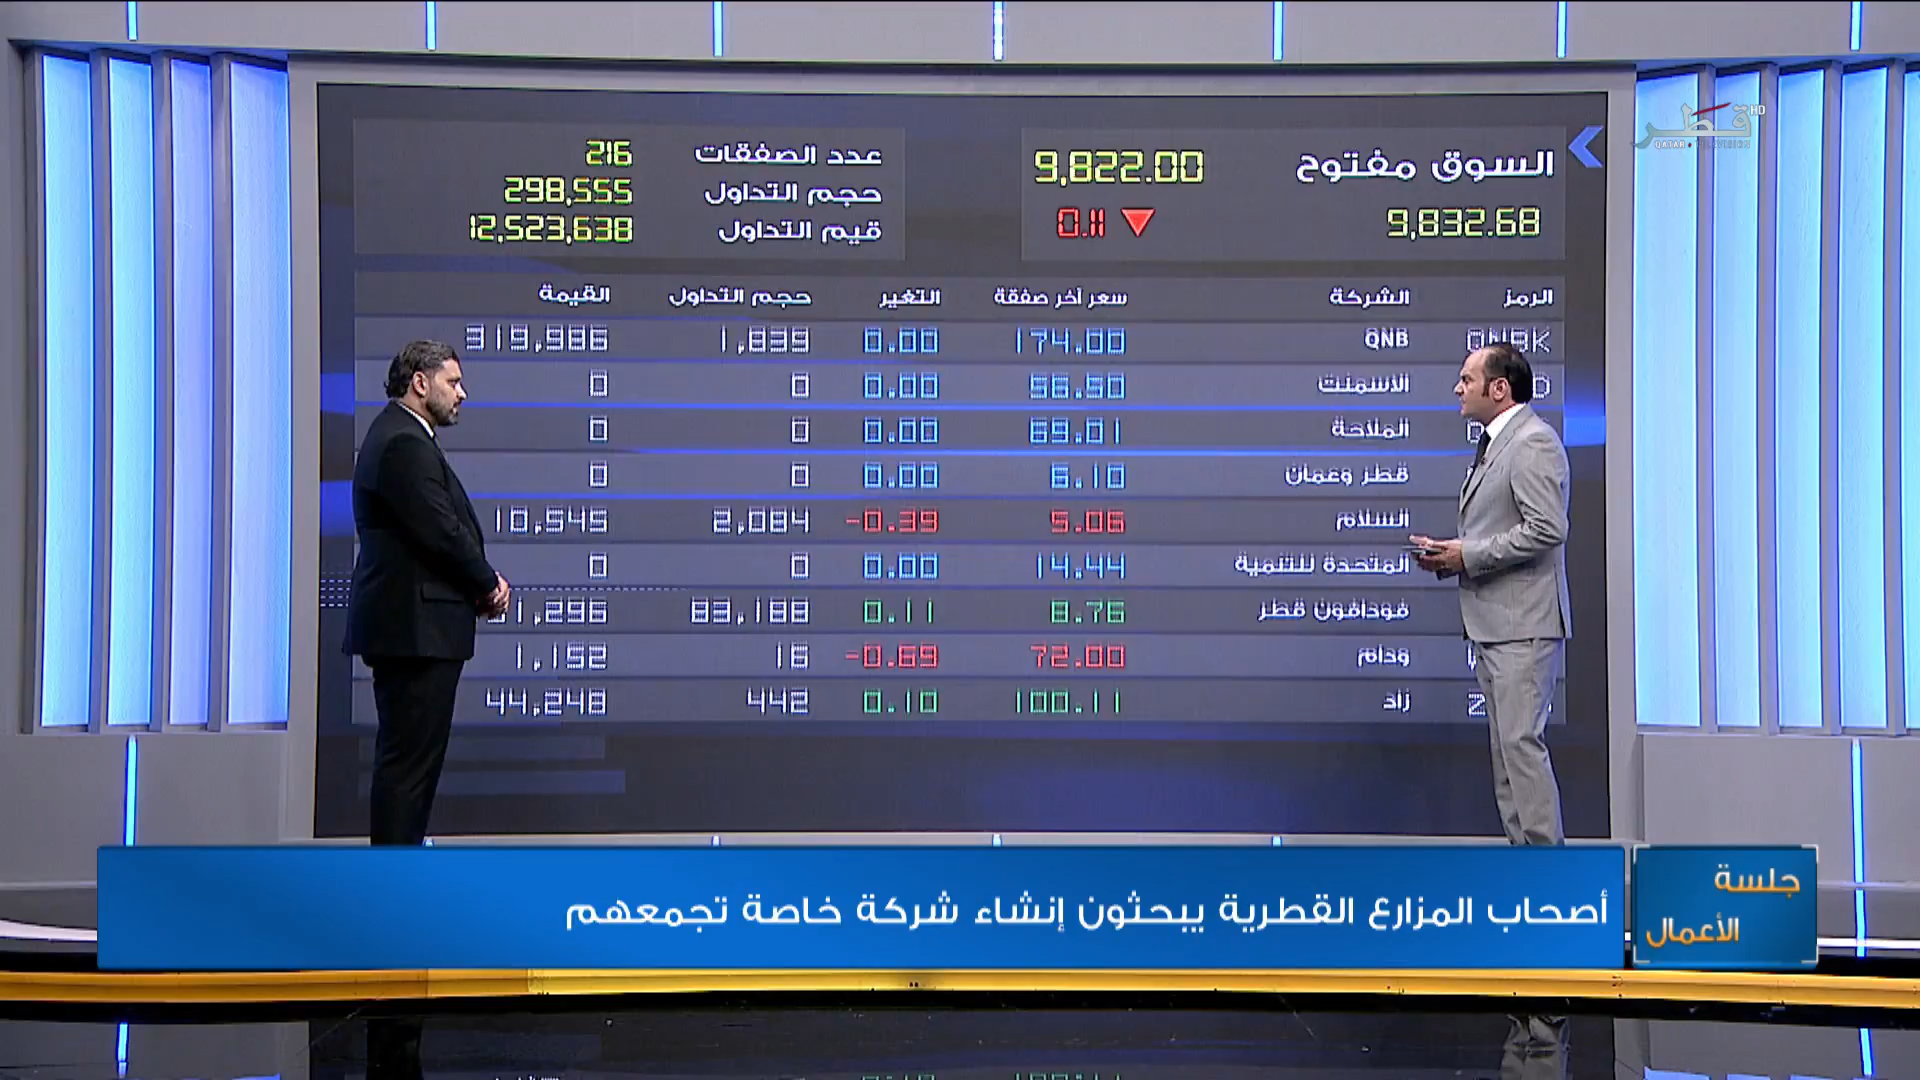 قطر HD
QATAR TELEVISION
السوق مفتوح 9,822.00
9,832.68 0.11
عدد الصفقات 216
حجم التداول 298,555
قيم التداول 12,523,638
الرمز الشركة سعر آخر صفقة التغير حجم التداول القيمة
QNBK QNB 174.00 0.00 1,839 319,986
الاسمنت 56.50 0.00 0 0
الملاحة 69.01 0.00 0 0
قطر وعمان 6.10 0.00 0 0
السلام 5.06 -0.39 2,084 10,545
المتحدة للتنمية 14.44 0.00 0 0
فودافون قطر 8.76 0.11 83,188
ودام 72.00 -0.69 16 1,152
زاد 100.11 0.10 442 44,248
جلسة
الأعمال
أصحاب المزارع القطرية يبحثون إنشاء شركة خاصة تجمعهم